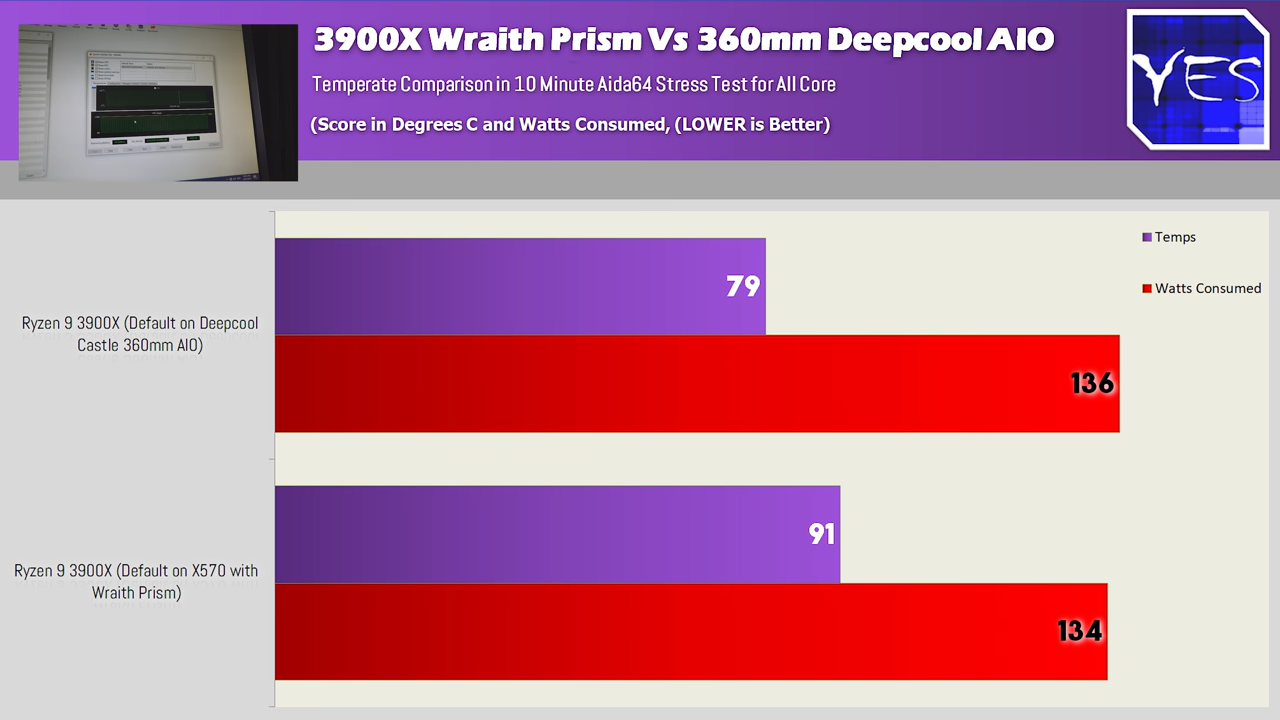 3900X Wraith Prism Vs 360mm Deepcool AIO
Temperate Comparison in 10 Minute Aida64 Stress Test for All Core
(Score in Degrees C and Watts Consumed, (LOWER is Better)
YES
Temps
Watts Consumed
Ryzen 9 3900X (Default on Deepcool
Castle 360mm AIO)
79
136
Ryzen 9 3900X (Default on X570 with
Wraith Prism)
91
134